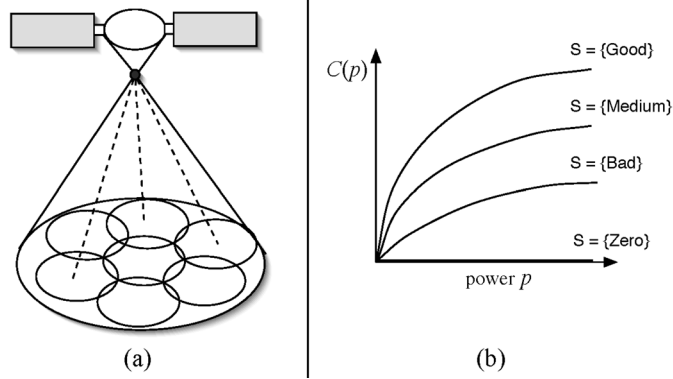 C(p)
S = {Good}
S = {Medium}
S = {Bad}
S = {Zero}
power p
(a)
(b)